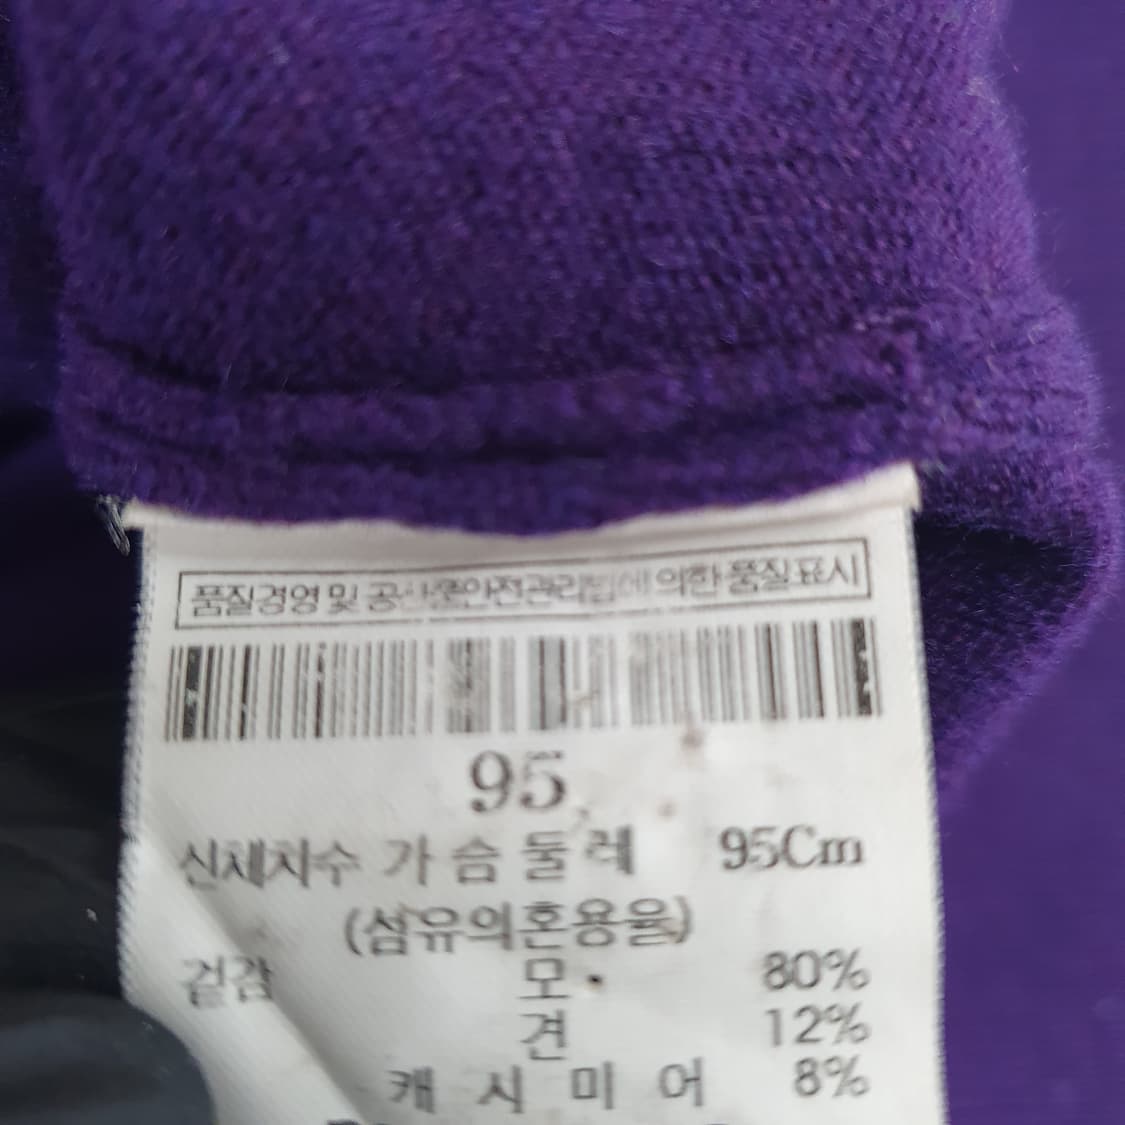 품질경영 및 공산품안전관리법에 의한 품질표시
95
신체치수 가 슴 둘 레 95Cm
(섬유의혼용율)
겉감 모 80%
견 12%
캐 시 미 어 8%